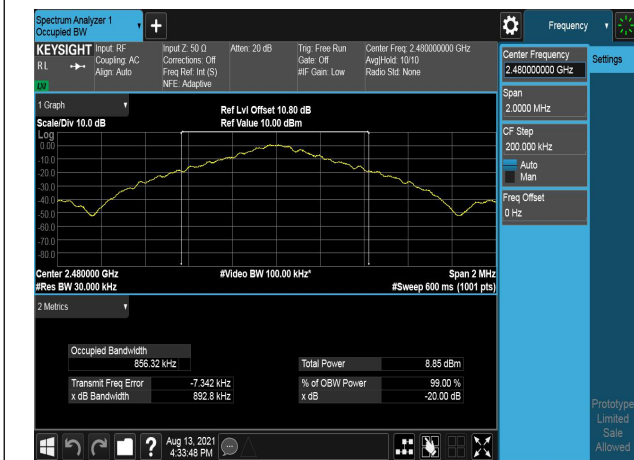 Spectrum Analyzer 1
Occupied BW
Frequency
KEYSIGHT
R L
Input: RF
Coupling: AC
Align: Auto
Input Z: 50 Ω
Corrections: Off
Freq Ref: Int (S)
NFE: Adaptive
Atten: 20 dB
Trig: Free Run
Gate: Off
#IF Gain: Low
Center Freq: 2.480000000 GHz
Avg|Hold: 10/10
Radio Std: None
Center Frequency
2.480000000 GHz
Settings
Span
2.0000 MHz
CF Step
200.000 kHz
Auto
Man
Freq Offset
0 Hz
1 Graph
Scale/Div 10.0 dB
Ref Lvl Offset 10.80 dB
Ref Value 10.00 dBm
Log
0.00
-10.0
-20.0
-30.0
-40.0
-50.0
-60.0
-70.0
-80.0
Center 2.480000 GHz
#Video BW 100.00 kHz*
Span 2 MHz
#Res BW 30.000 kHz
#Sweep 600 ms (1001 pts)
2 Metrics
Occupied Bandwidth
856.32 kHz
Total Power 8.85 dBm
Transmit Freq Error -7.342 kHz
% of OBW Power 99.00 %
x dB Bandwidth 892.8 kHz
x dB -20.00 dB
Prototype
Limited
Sale
Allowed
?
Aug 13, 2021
4:33:48 PM